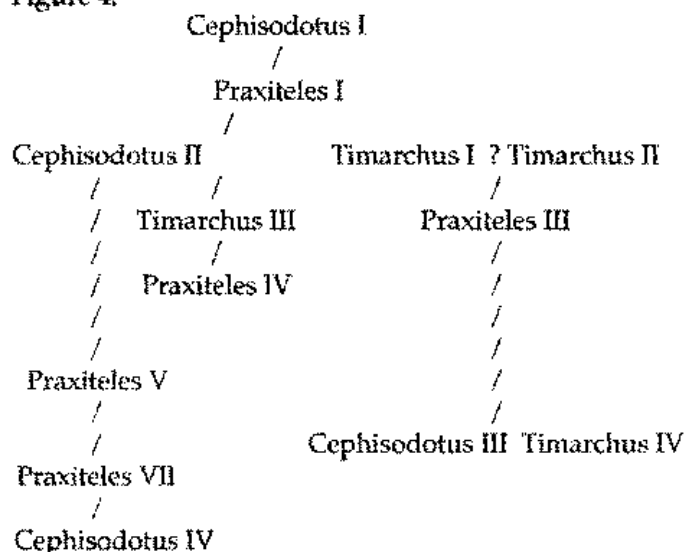 Figure 4.
Cephisodotus I
/
Praxiteles I
/
Cephisodotus II Timarchus I ? Timarchus II
/ / /
/ Timarchus III Praxiteles III
/ / /
/ Praxiteles IV /
/ /
/ /
Praxiteles V /
/ /
/ Cephisodotus III Timarchus IV
Praxiteles VII
/
Cephisodotus IV